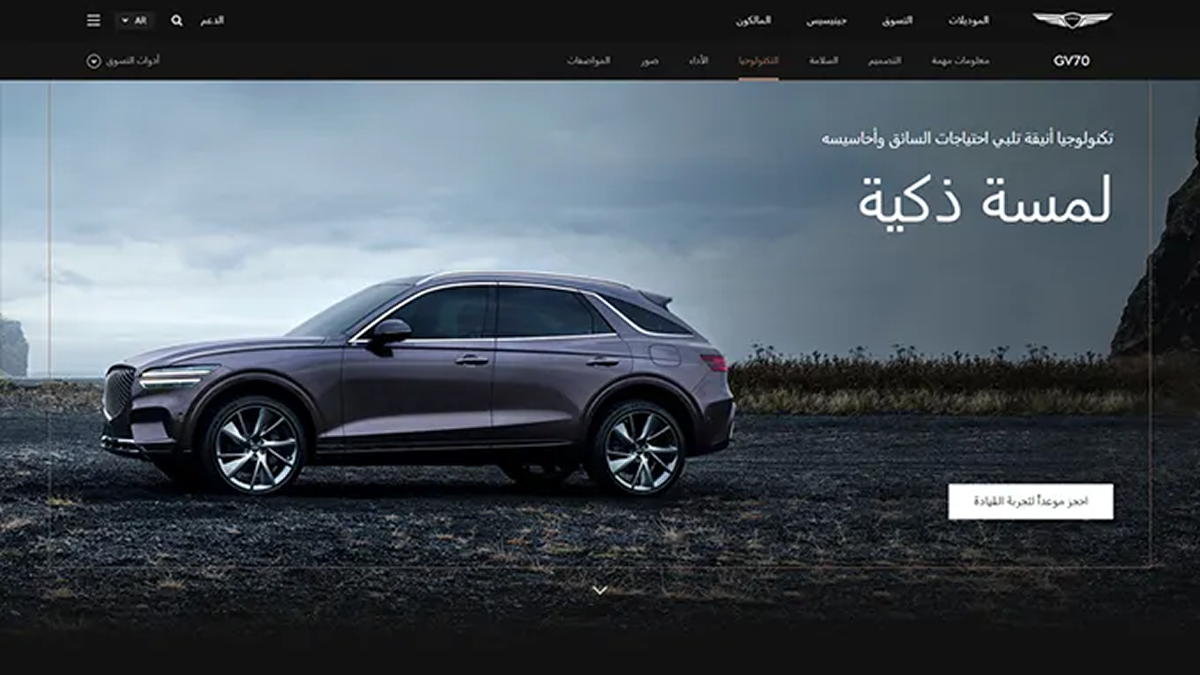 الموديلات التسوق جينيسيس المالكون الدعم AR
GV70 معلومات مهمة التصميم السلامة التكنولوجيا الأداء صور المواصفات أدوات التسوق
تكنولوجيا أنيقة تلبي احتياجات السائق وأحاسيسه
لمسة ذكية
احجز موعداً لتجربة القيادة